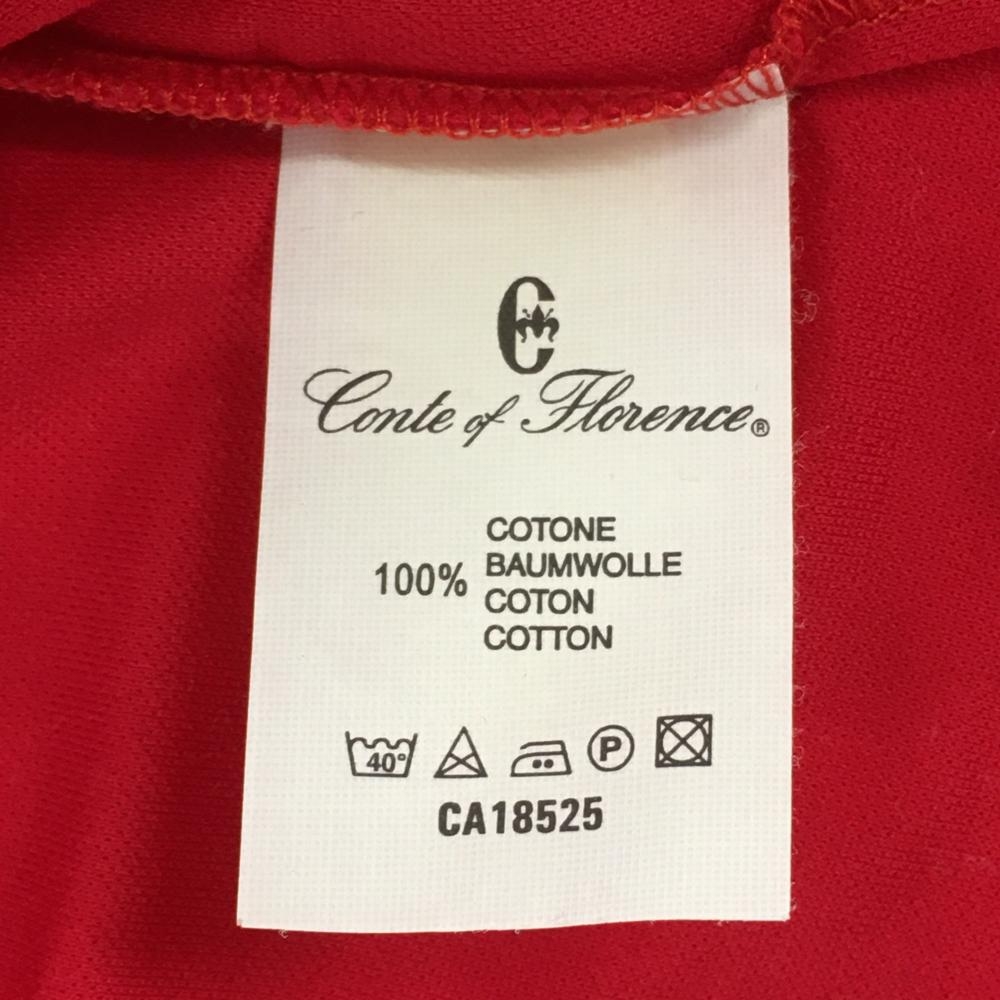 C
Conte of Florence®
100%
COTONE
BAUMWOLLE
COTON
COTTON
40° P
CA18525